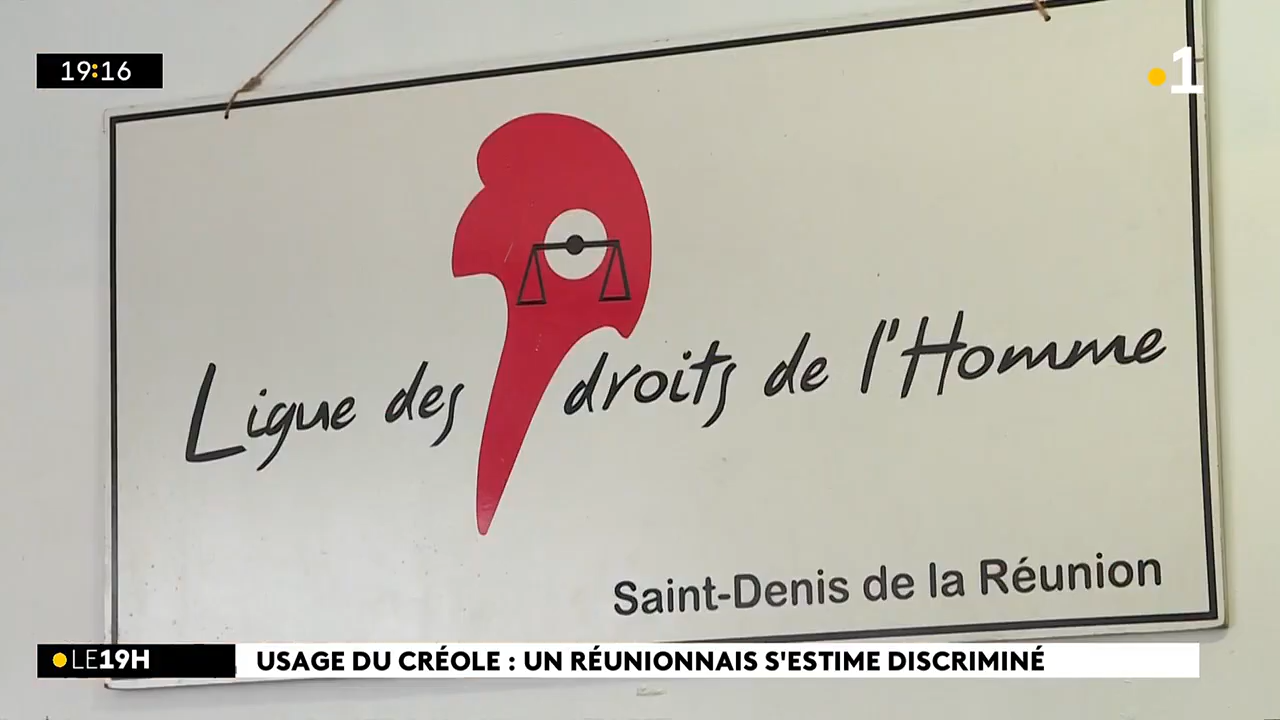 19:16
1
Ligue des droits de l'Homme
Saint-Denis de la Réunion
LE19H
USAGE DU CRÉOLE : UN RÉUNIONNAIS S'ESTIME DISCRIMINÉ